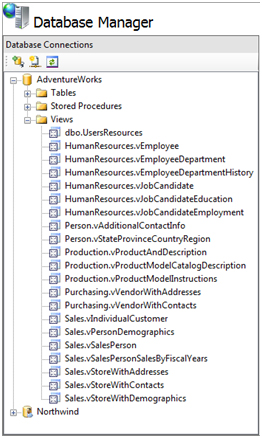 Database Manager
Database Connections
AdventureWorks
Tables
Stored Procedures
Views
dbo.UsersResources
HumanResources.vEmployee
HumanResources.vEmployeeDepartment
HumanResources.vEmployeeDepartmentHistory
HumanResources.vJobCandidate
HumanResources.vJobCandidateEducation
HumanResources.vJobCandidateEmployment
Person.vAdditionalContactInfo
Person.vStateProvinceCountryRegion
Production.vProductAndDescription
Production.vProductModelCatalogDescription
Production.vProductModelInstructions
Purchasing.vVendorWithAddresses
Purchasing.vVendorWithContacts
Sales.vIndividualCustomer
Sales.vPersonDemographics
Sales.vSalesPerson
Sales.vSalesPersonSalesByFiscalYears
Sales.vStoreWithAddresses
Sales.vStoreWithContacts
Sales.vStoreWithDemographics
Northwind